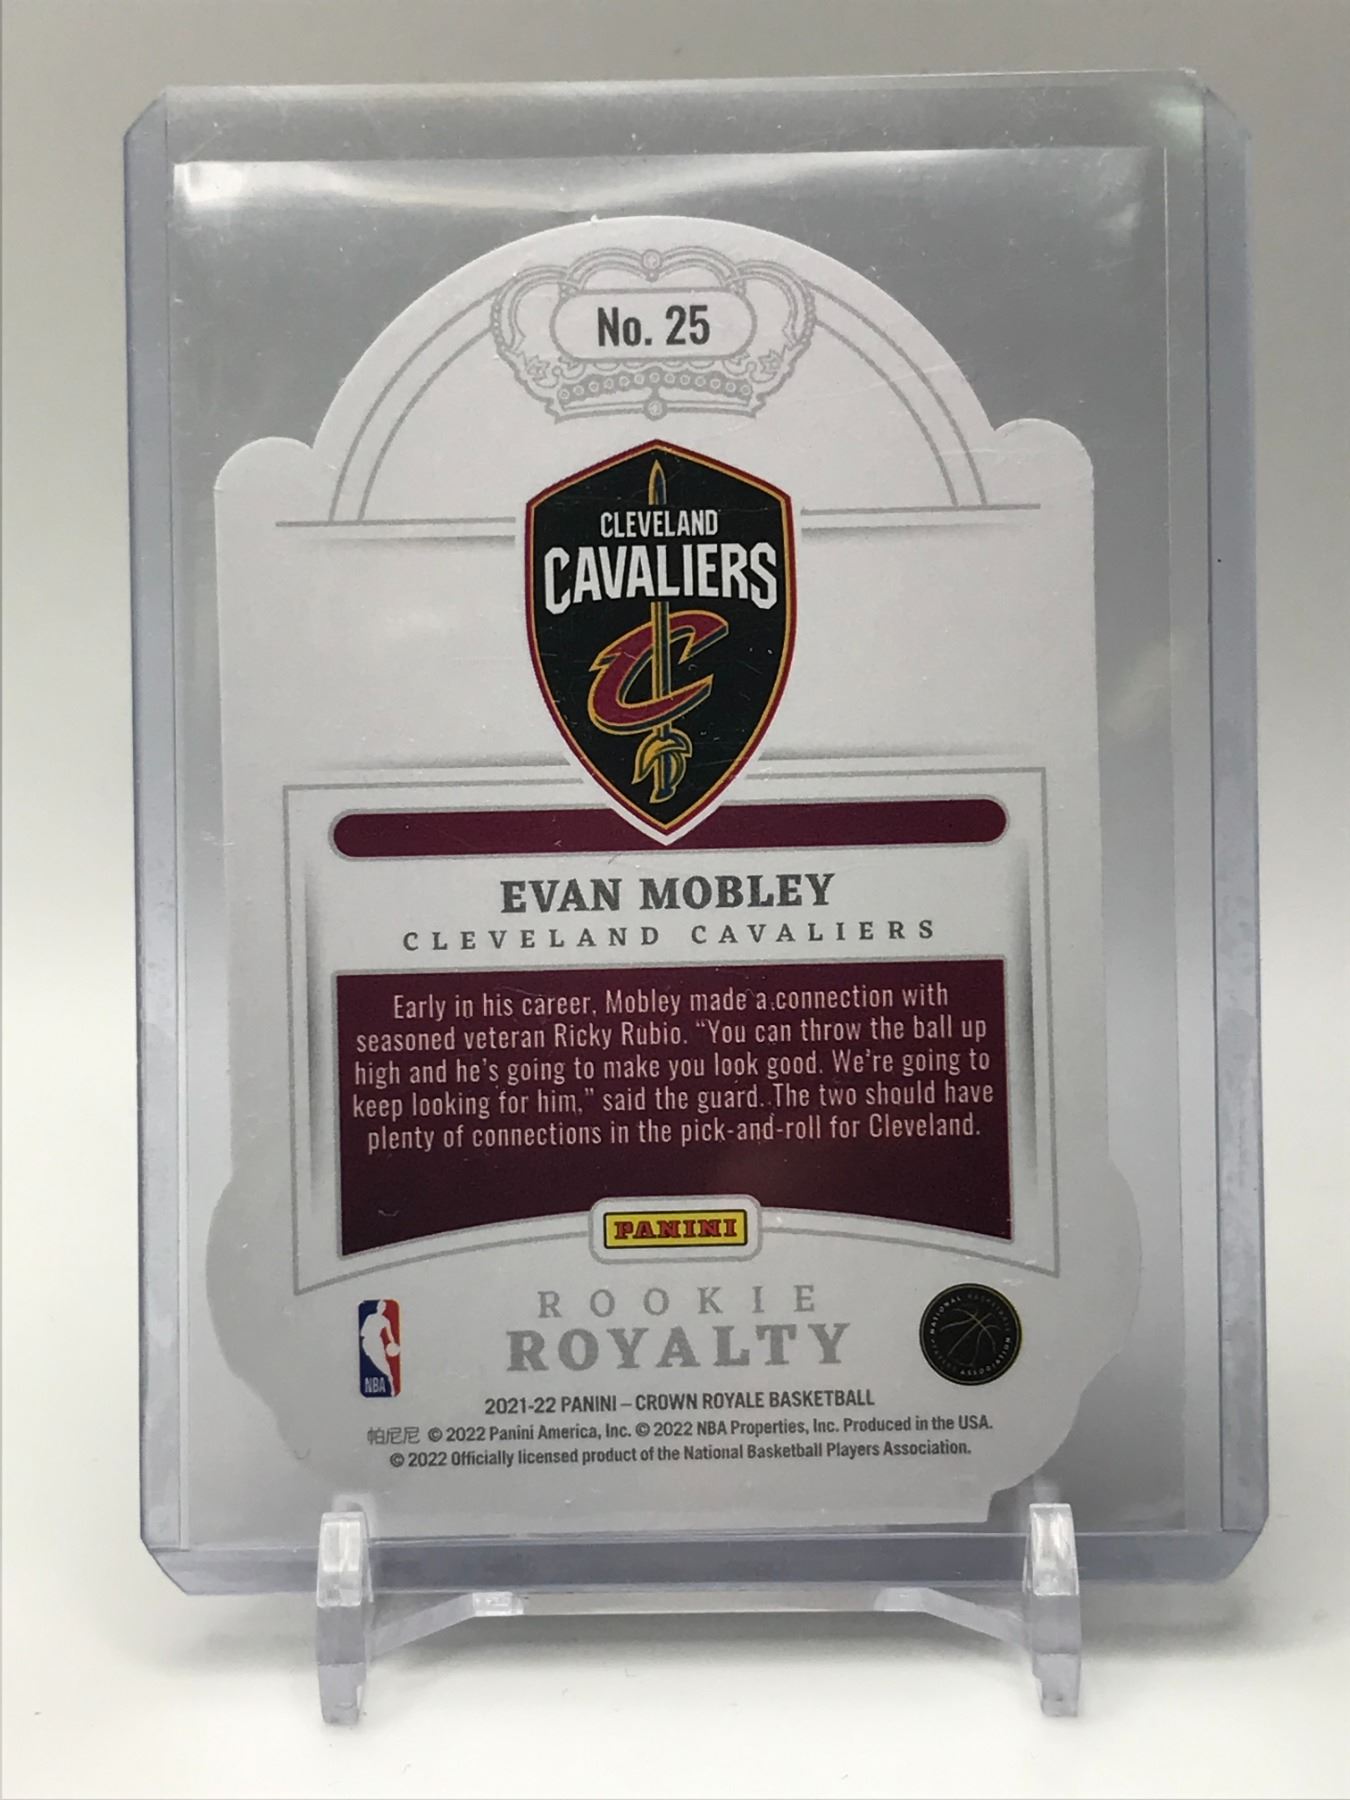 No. 25
CLEVELAND
CAVALIERS
EVAN MOBLEY
CLEVELAND CAVALIERS
Early in his career, Mobley made a connection with
seasoned veteran Ricky Rubio. “You can throw the ball up
high and he’s going to make you look good. We’re going to
keep looking for him,” said the guard. The two should have
plenty of connections in the pick-and-roll for Cleveland.
PANINI
ROOKIE
ROYALTY
NBA
NATIONAL BASKETBALL PLAYERS ASSOCIATION
2021-22 PANINI – CROWN ROYALE BASKETBALL
帕尼尼 © 2022 Panini America, Inc. © 2022 NBA Properties, Inc. Produced in the USA.
© 2022 Officially licensed product of the National Basketball Players Association.